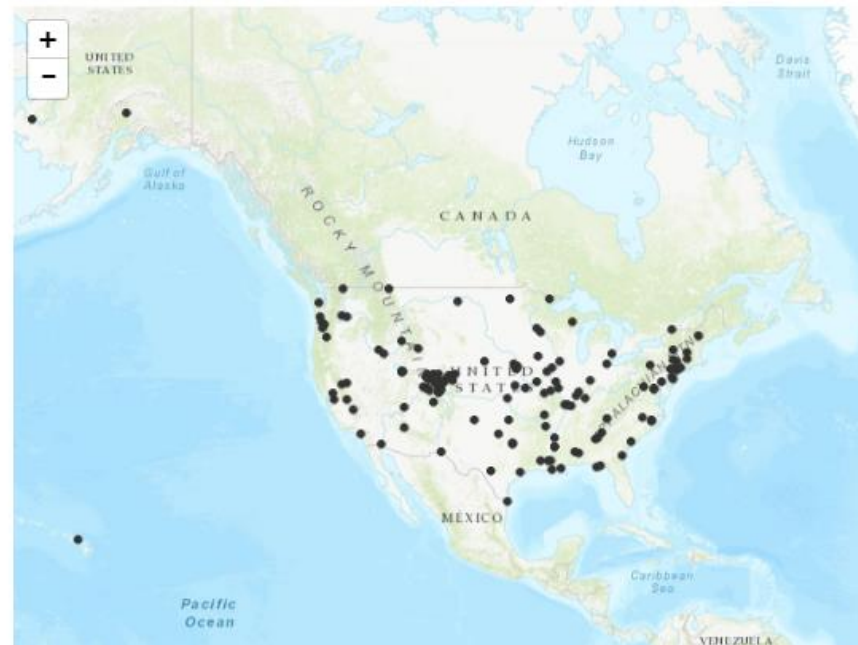 +
−
UNITED
STATES
Davis
Strait
Hudson
Bay
Gulf of
Alaska
ROCKY MOUNTAIN
CANADA
UNITED
STATES
MÉXICO
Caribbean
Sea
Pacific
Ocean
VENEZUELA